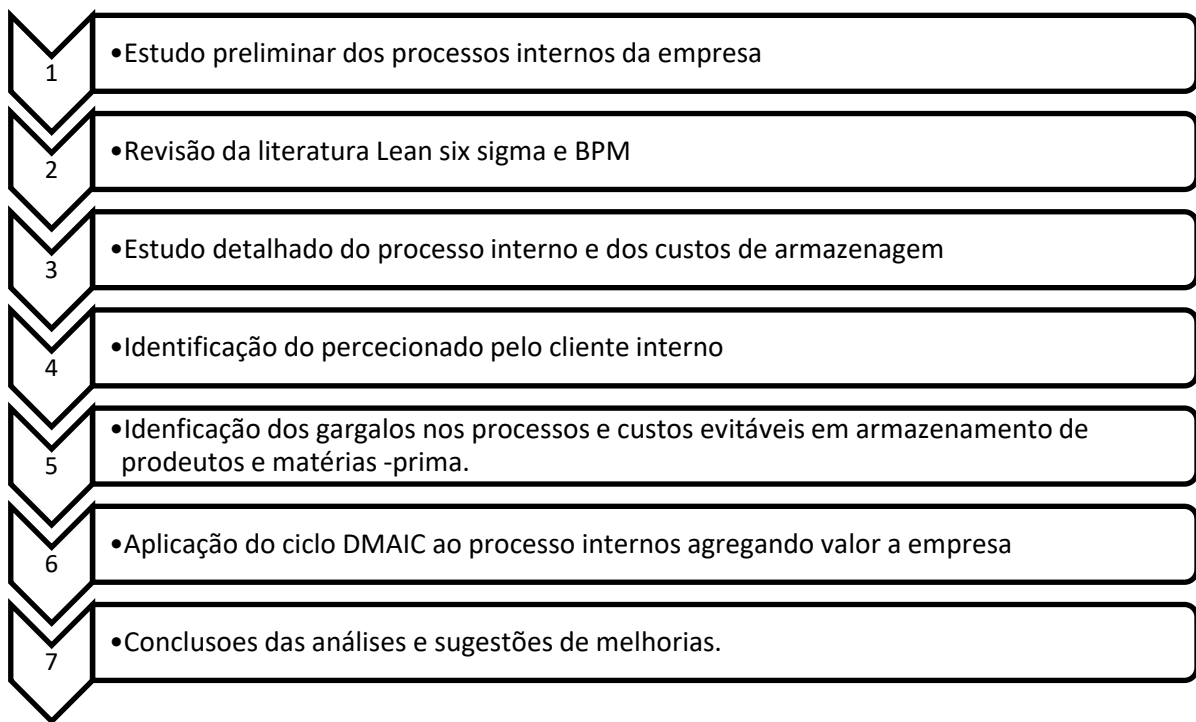 1
•Estudo preliminar dos processos internos da empresa
2
•Revisão da literatura Lean six sigma e BPM
3
•Estudo detalhado do processo interno e dos custos de armazenagem
4
•Identificação do percecionado pelo cliente interno
5
•Idenficação dos gargalos nos processos e custos evitáveis em armazenamento de
prodeutos e matérias -prima.
6
•Aplicação do ciclo DMAIC ao processo internos agregando valor a empresa
7
•Conclusoes das análises e sugestões de melhorias.